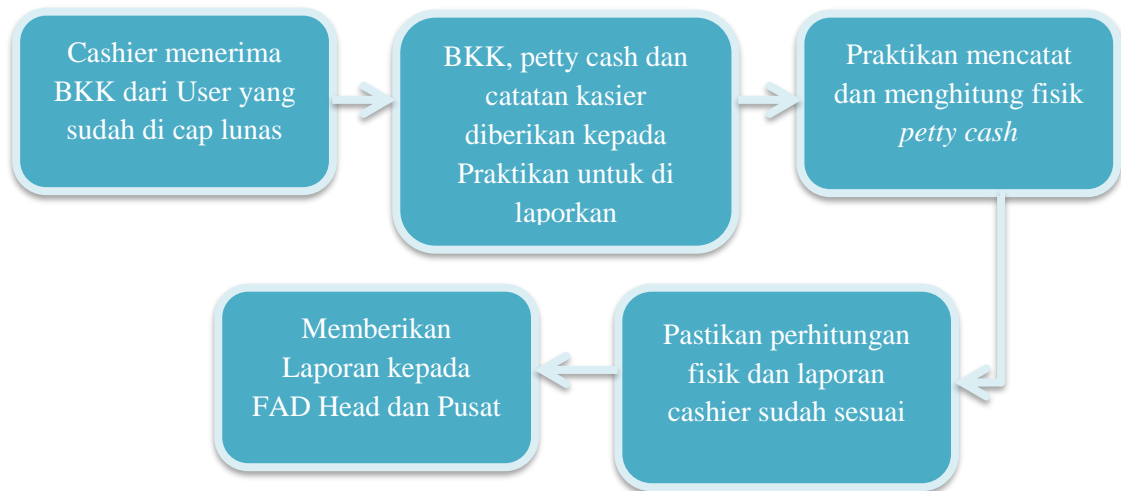 Cashier menerima
BKK dari User yang
sudah di cap lunas
BKK, petty cash dan
catatan kasier
diberikan kepada
Praktikan untuk di
laporkan
Praktikan mencatat
dan menghitung fisik
petty cash
Pastikan perhitungan
fisik dan laporan
cashier sudah sesuai
Memberikan
Laporan kepada
FAD Head dan Pusat